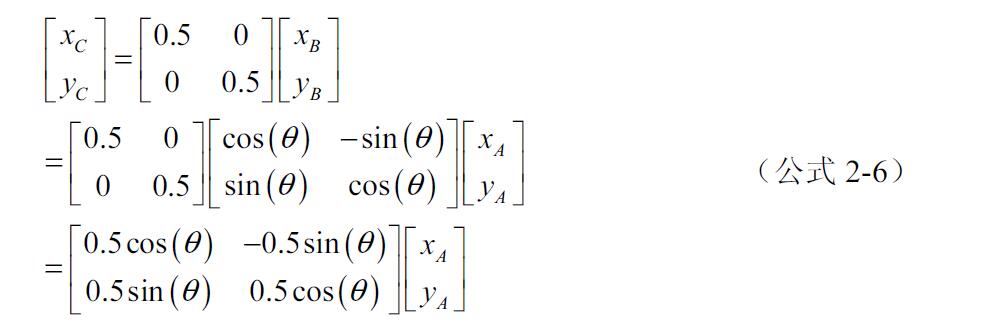 [x_C; y_C] = [0.5 0; 0 0.5][x_B; y_B]
= [0.5 0; 0 0.5][cos(θ) −sin(θ); sin(θ) cos(θ)][x_A; y_A] （公式 2-6）
= [0.5cos(θ) −0.5sin(θ); 0.5sin(θ) 0.5cos(θ)][x_A; y_A]